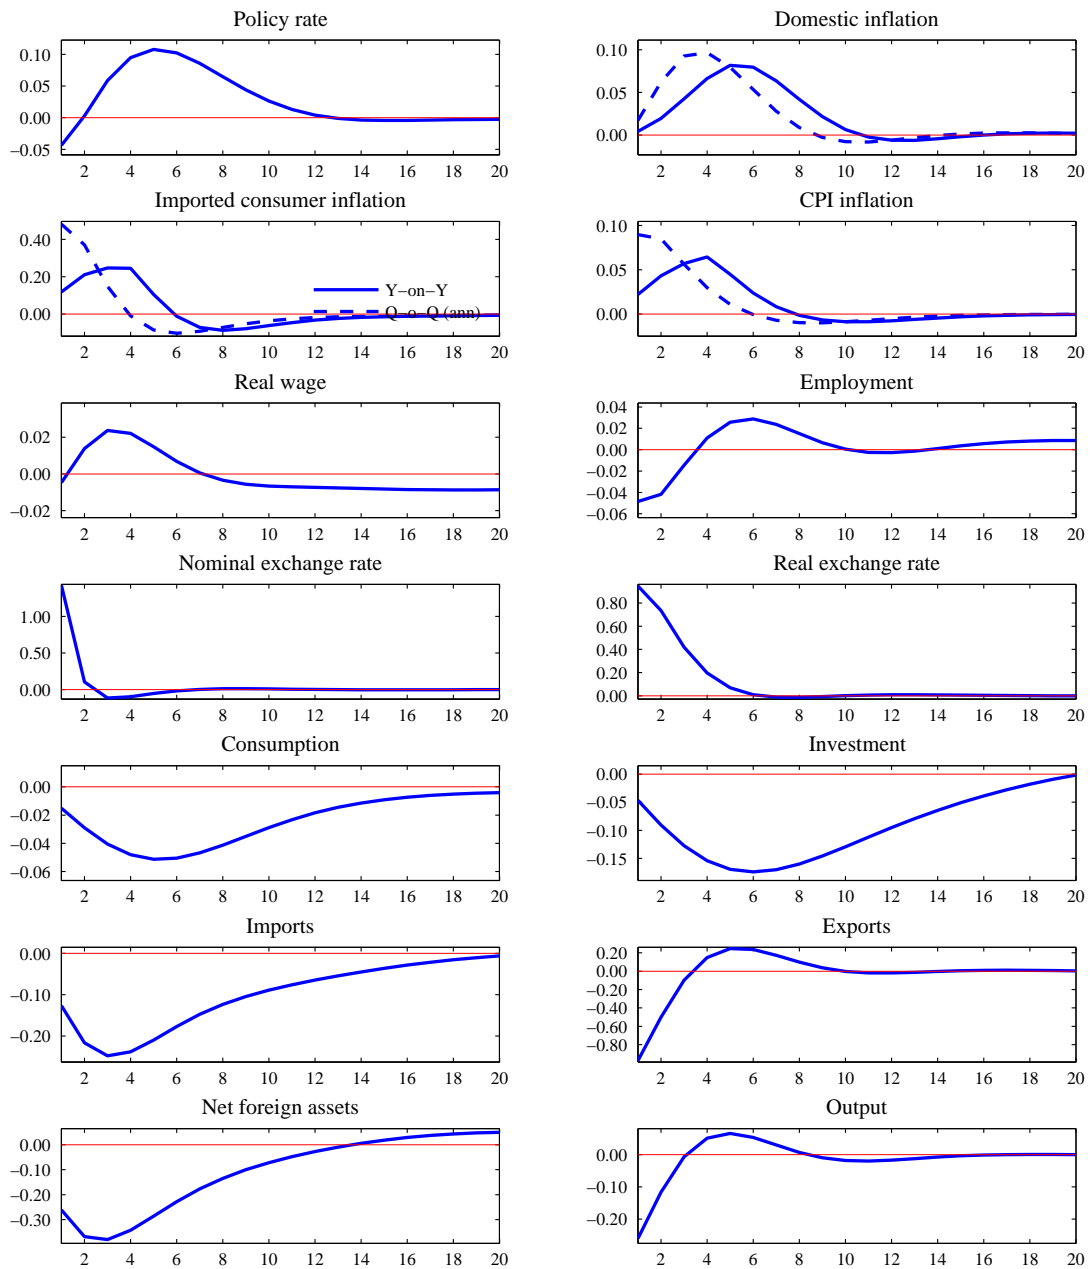 Policy rate
0.10
0.05
0.00
−0.05
2 4 6 8 10 12 14 16 18 20
Domestic inflation
0.10
0.05
0.00
2 4 6 8 10 12 14 16 18 20
Imported consumer inflation
0.40
0.20
0.00
Y−on−Y
Q−o−Q (ann)
2 4 6 8 10 12 14 16 18 20
CPI inflation
0.10
0.05
0.00
2 4 6 8 10 12 14 16 18 20
Real wage
0.02
0.00
−0.02
2 4 6 8 10 12 14 16 18 20
Employment
0.04
0.02
0.00
−0.02
−0.04
−0.06
2 4 6 8 10 12 14 16 18 20
Nominal exchange rate
1.00
0.50
0.00
2 4 6 8 10 12 14 16 18 20
Real exchange rate
0.80
0.60
0.40
0.20
0.00
2 4 6 8 10 12 14 16 18 20
Consumption
0.00
−0.02
−0.04
−0.06
2 4 6 8 10 12 14 16 18 20
Investment
0.00
−0.05
−0.10
−0.15
2 4 6 8 10 12 14 16 18 20
Imports
0.00
−0.10
−0.20
2 4 6 8 10 12 14 16 18 20
Exports
0.20
0.00
−0.20
−0.40
−0.60
−0.80
2 4 6 8 10 12 14 16 18 20
Net foreign assets
0.00
−0.10
−0.20
−0.30
2 4 6 8 10 12 14 16 18 20
Output
0.00
−0.10
−0.20
2 4 6 8 10 12 14 16 18 20